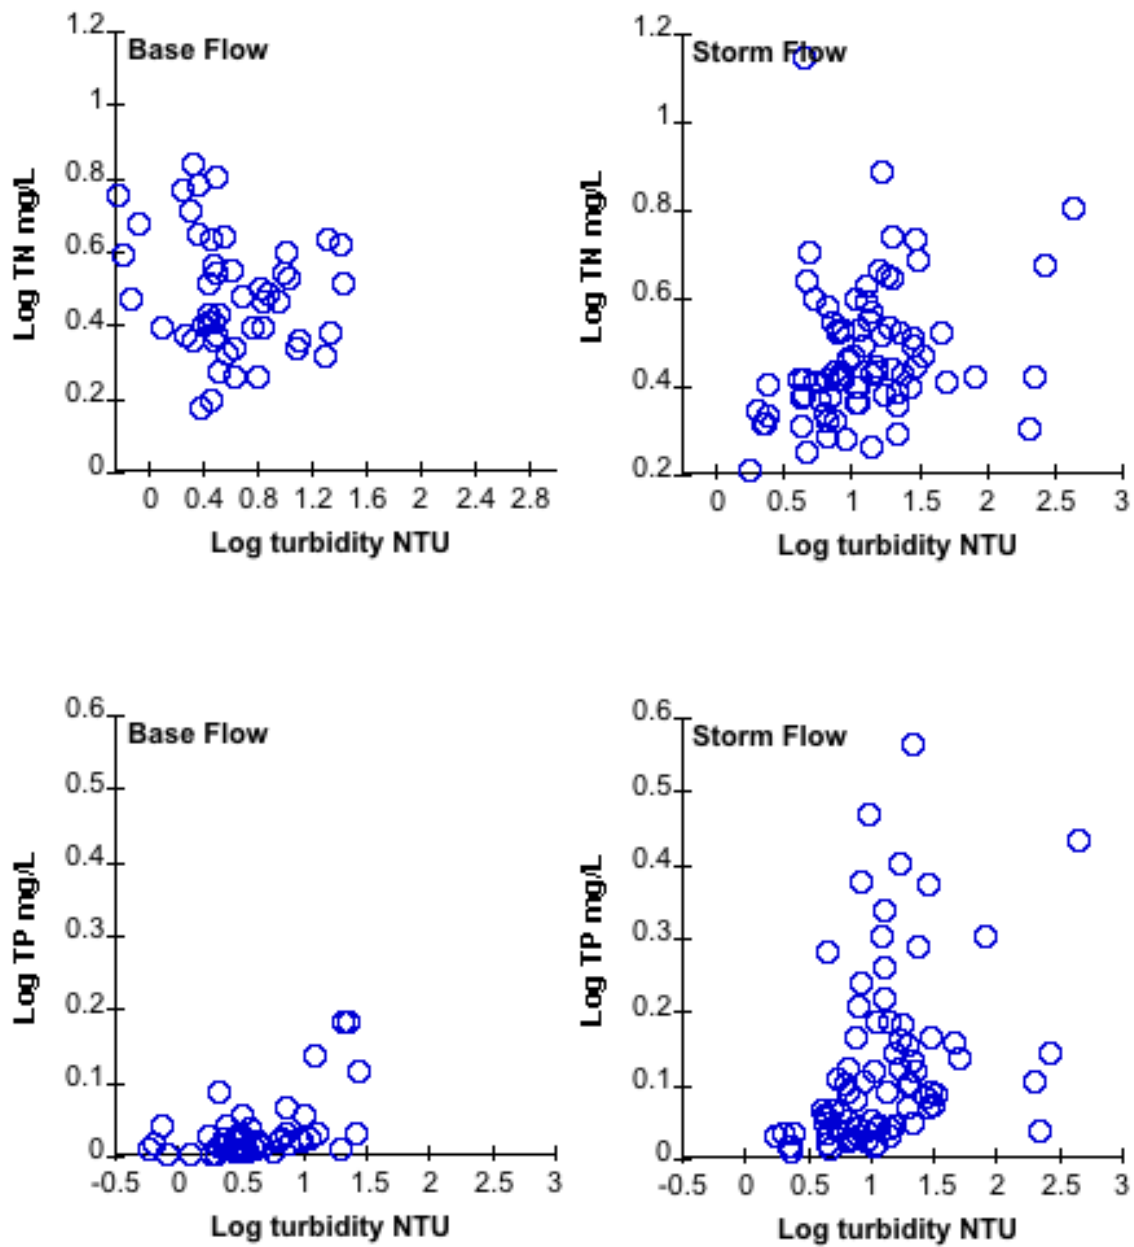 Base Flow
1.2
1
0.8
0.6
0.4
0.2
0
Log TN mg/L
0 0.4 0.8 1.2 1.6 2 2.4 2.8
Log turbidity NTU
Storm Flow
1.2
1
0.8
0.6
0.4
0.2
Log TN mg/L
0 0.5 1 1.5 2 2.5 3
Log turbidity NTU
Base Flow
0.6
0.5
0.4
0.3
0.2
0.1
0
Log TP mg/L
-0.5 0 0.5 1 1.5 2 2.5 3
Log turbidity NTU
Storm Flow
0.6
0.5
0.4
0.3
0.2
0.1
0
Log TP mg/L
-0.5 0 0.5 1 1.5 2 2.5 3
Log turbidity NTU